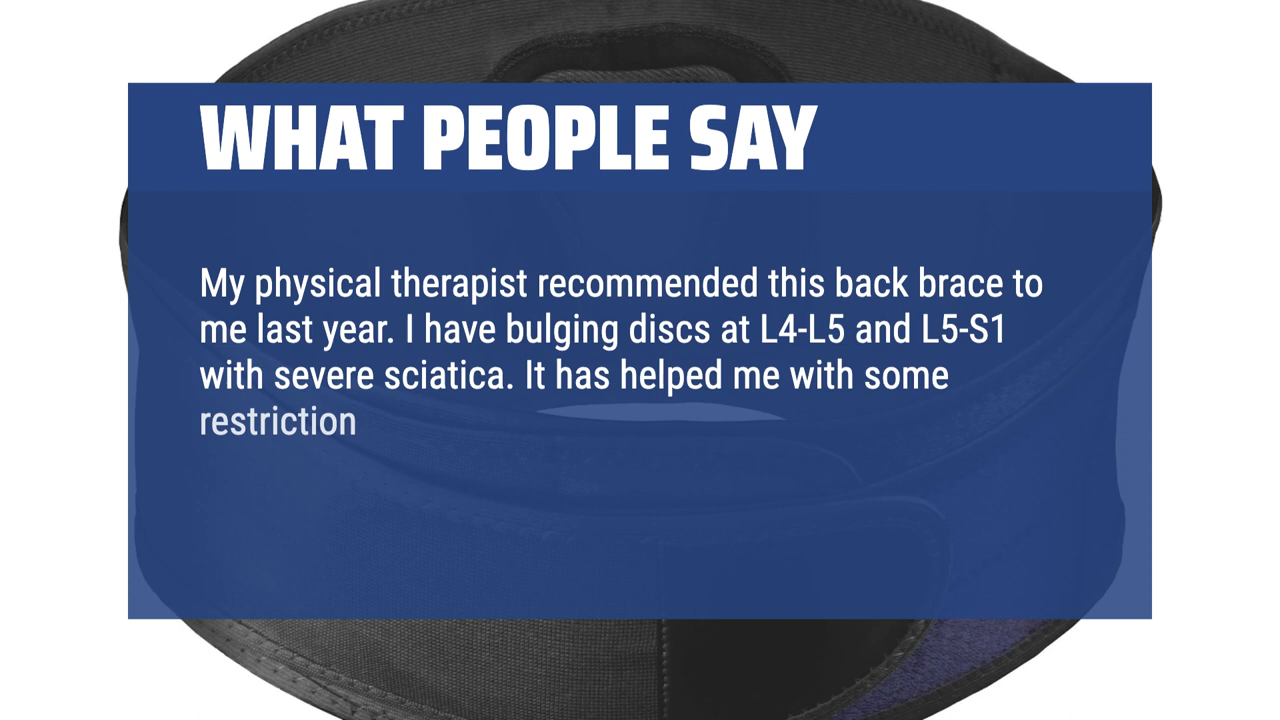 WHAT PEOPLE SAY
My physical therapist recommended this back brace to
me last year. I have bulging discs at L4-L5 and L5-S1
with severe sciatica. It has helped me with some
restriction